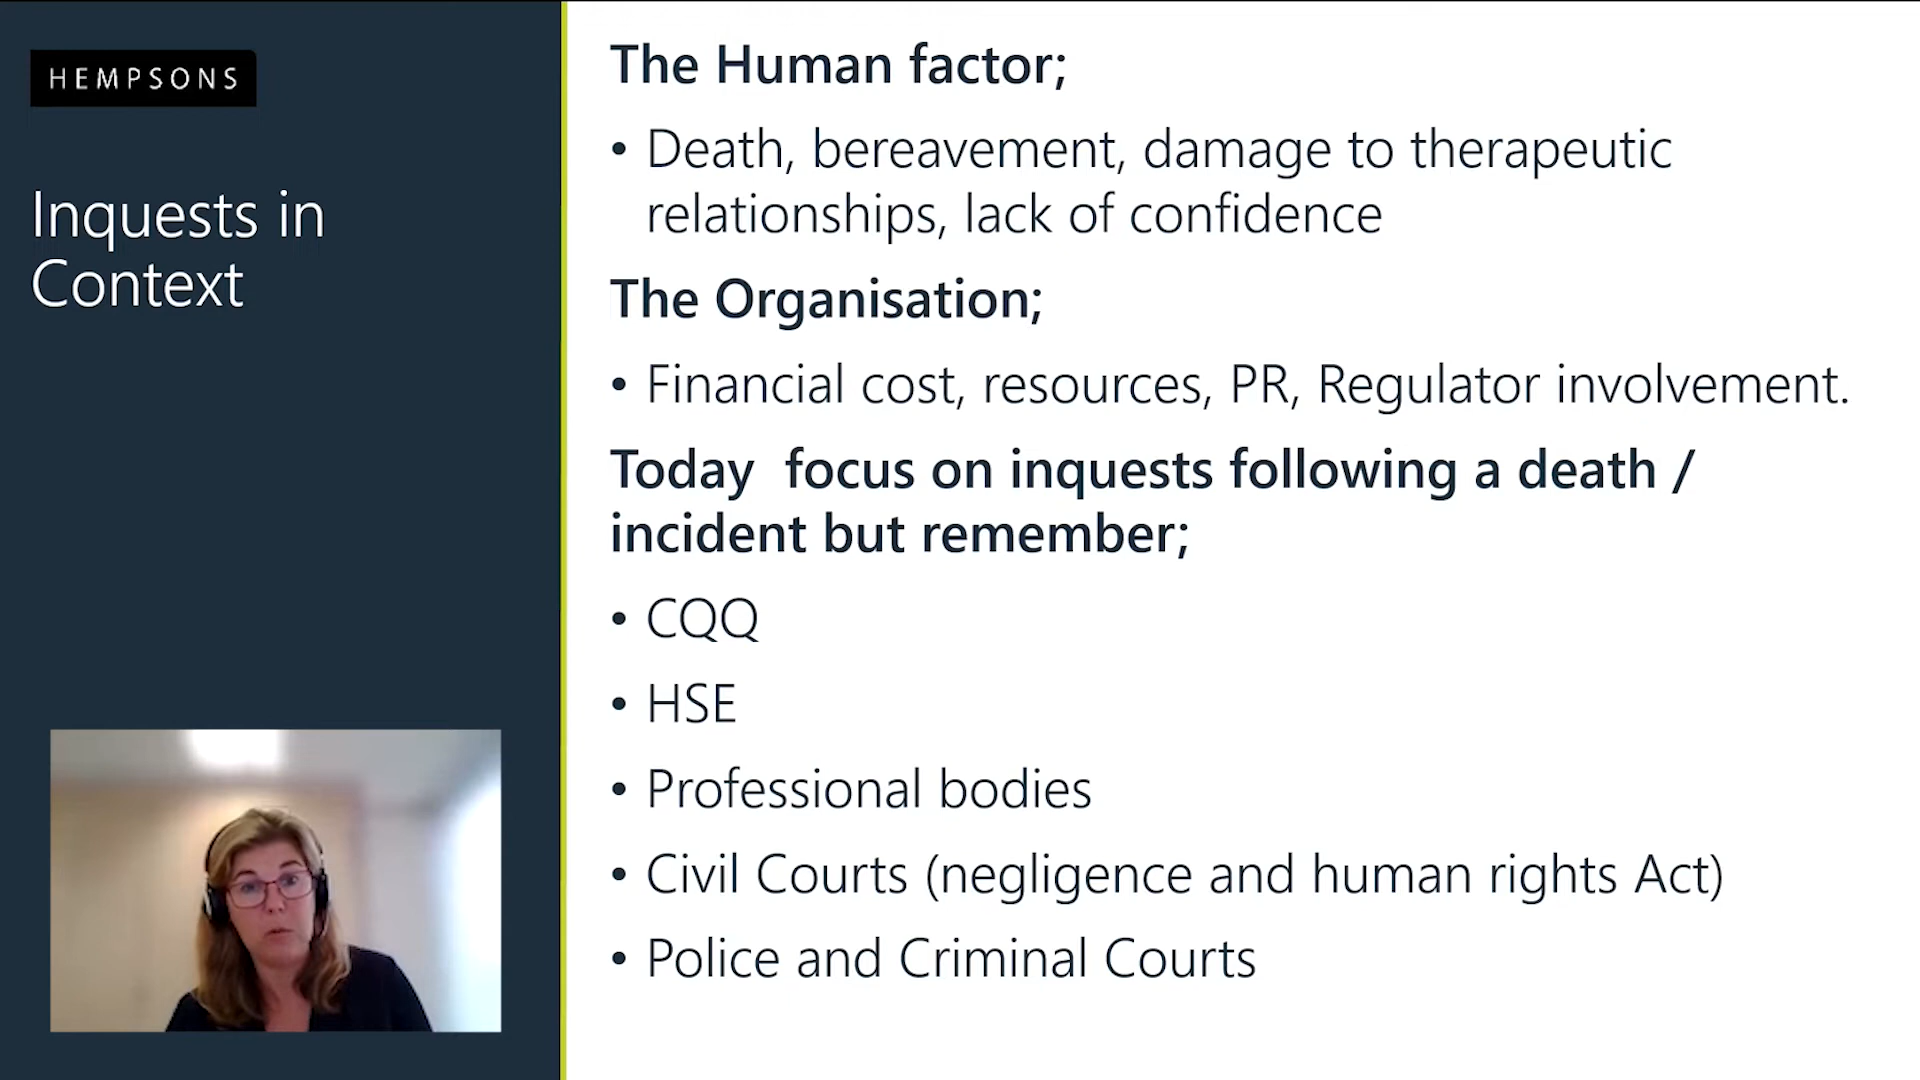 HEMPSONS
Inquests in
Context
The Human factor;
• Death, bereavement, damage to therapeutic
relationships, lack of confidence
The Organisation;
• Financial cost, resources, PR, Regulator involvement.
Today  focus on inquests following a death /
incident but remember;
• CQQ
• HSE
• Professional bodies
• Civil Courts (negligence and human rights Act)
• Police and Criminal Courts